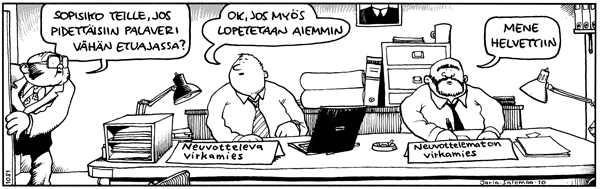 SOPISIKO TEILLE, JOS
PIDETTÄISIIN PALAVERI
VÄHÄN ETUAJASSA?
OK, JOS MYÖS
LOPETETAAN AIEMMIN
MENE
HELVETTIIN
Neuvotteleva
virkamies
Neuvottelematon
virkamies
1021
Jarla.Salomaa.10